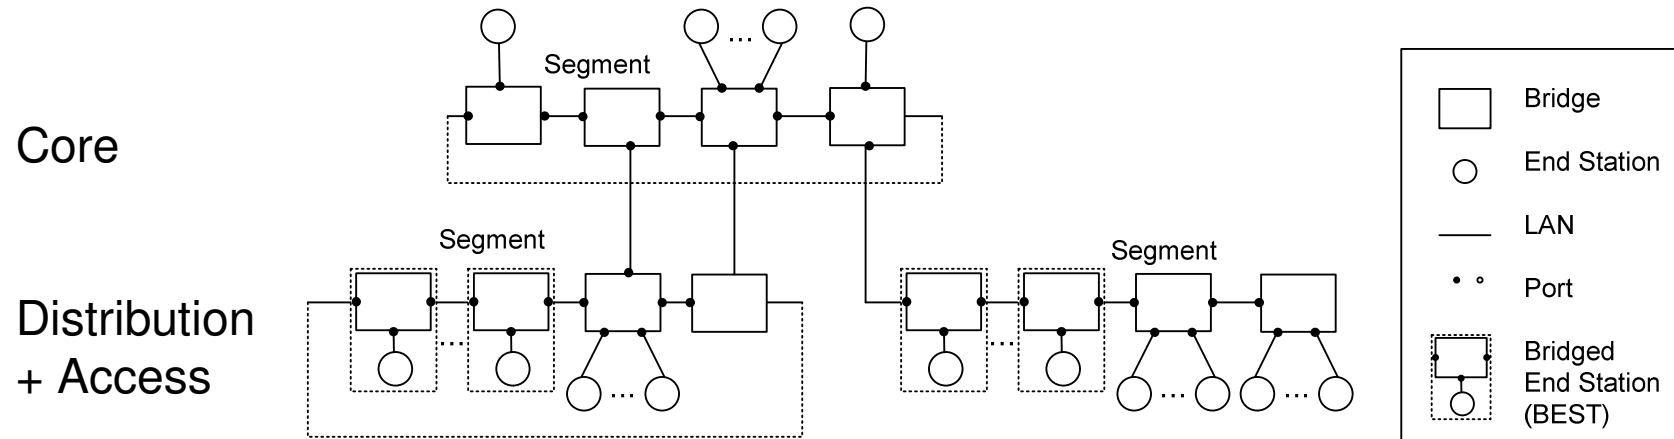 Segment
...
Core
Segment
...
...
Segment
...
...
...
Distribution
+ Access
Bridge
End Station
LAN
Port
Bridged
End Station
(BEST)